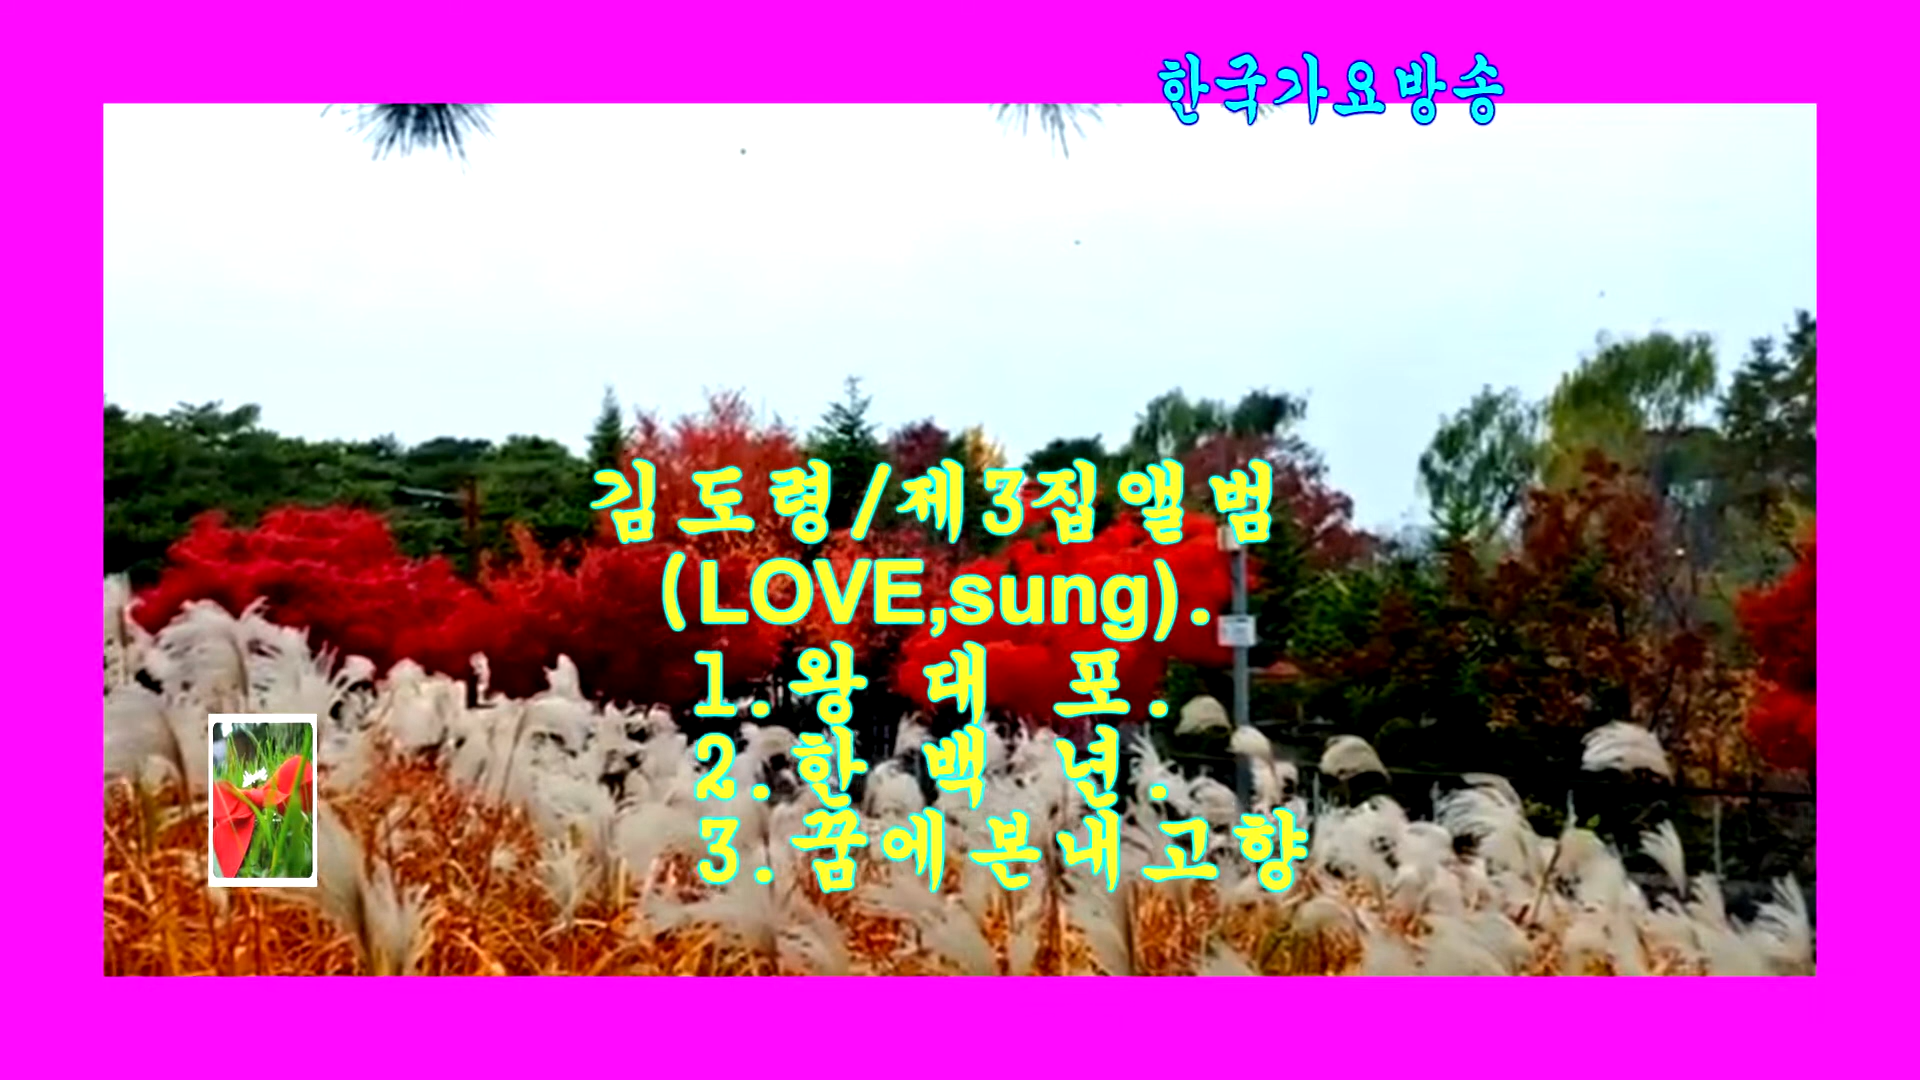 한국가요방송
김도령/제3집앨범
(LOVE,sung).
1.왕 대 포.
2.한 백 년.
3.꿈에본내고향